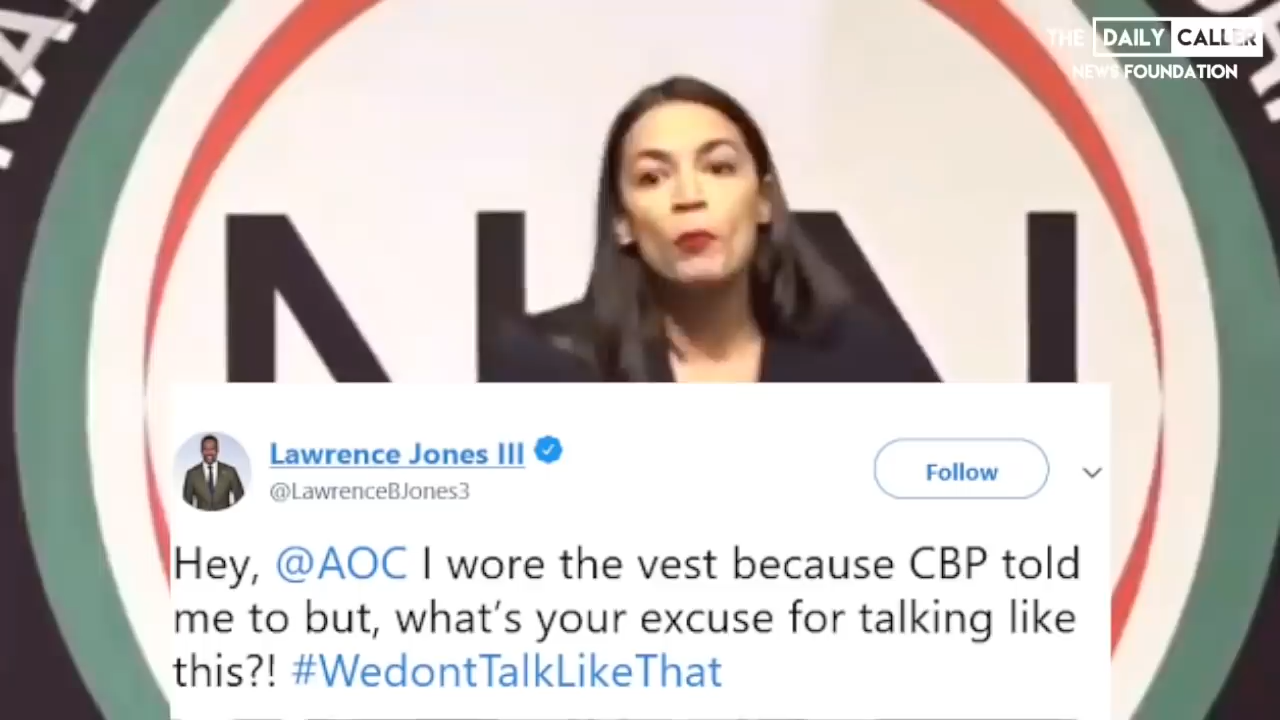 THE DAILY CALLER
NEWS FOUNDATION
Lawrence Jones III
@LawrenceBJones3
Follow
Hey, @AOC I wore the vest because CBP told
me to but, what's your excuse for talking like
this?! #WedontTalkLikeThat